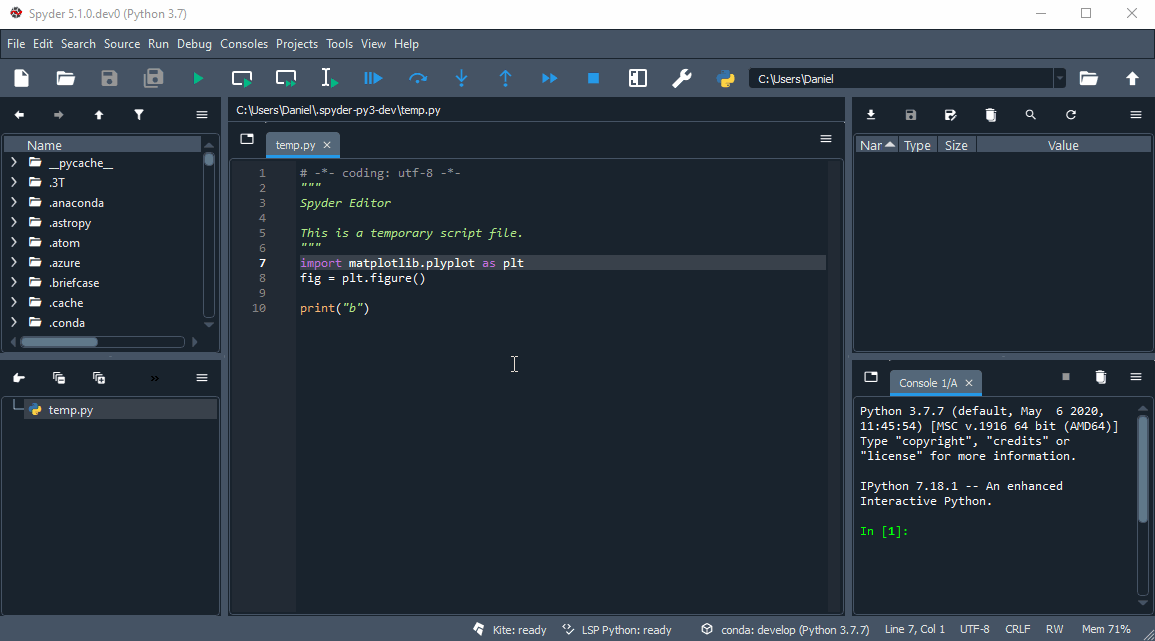 Spyder 5.1.0.dev0 (Python 3.7)
File Edit Search Source Run Debug Consoles Projects Tools View Help
C:\Users\Daniel
C:\Users\Daniel\.spyder-py3-dev\temp.py
Name
__pycache__
.3T
.anaconda
.astropy
.atom
.azure
.briefcase
.cache
.conda
temp.py
temp.py
1 # -*- coding: utf-8 -*-
2 """
3 Spyder Editor
4
5 This is a temporary script file.
6 """
7 import matplotlib.plyplot as plt
8 fig = plt.figure()
9
10 print("b")
Nar Type Size Value
Console 1/A
Python 3.7.7 (default, May  6 2020,
11:45:54) [MSC v.1916 64 bit (AMD64)]
Type "copyright", "credits" or
"license" for more information.
IPython 7.18.1 -- An enhanced
Interactive Python.
In [1]:
Kite: ready LSP Python: ready conda: develop (Python 3.7.7) Line 7, Col 1 UTF-8 CRLF RW Mem 71%